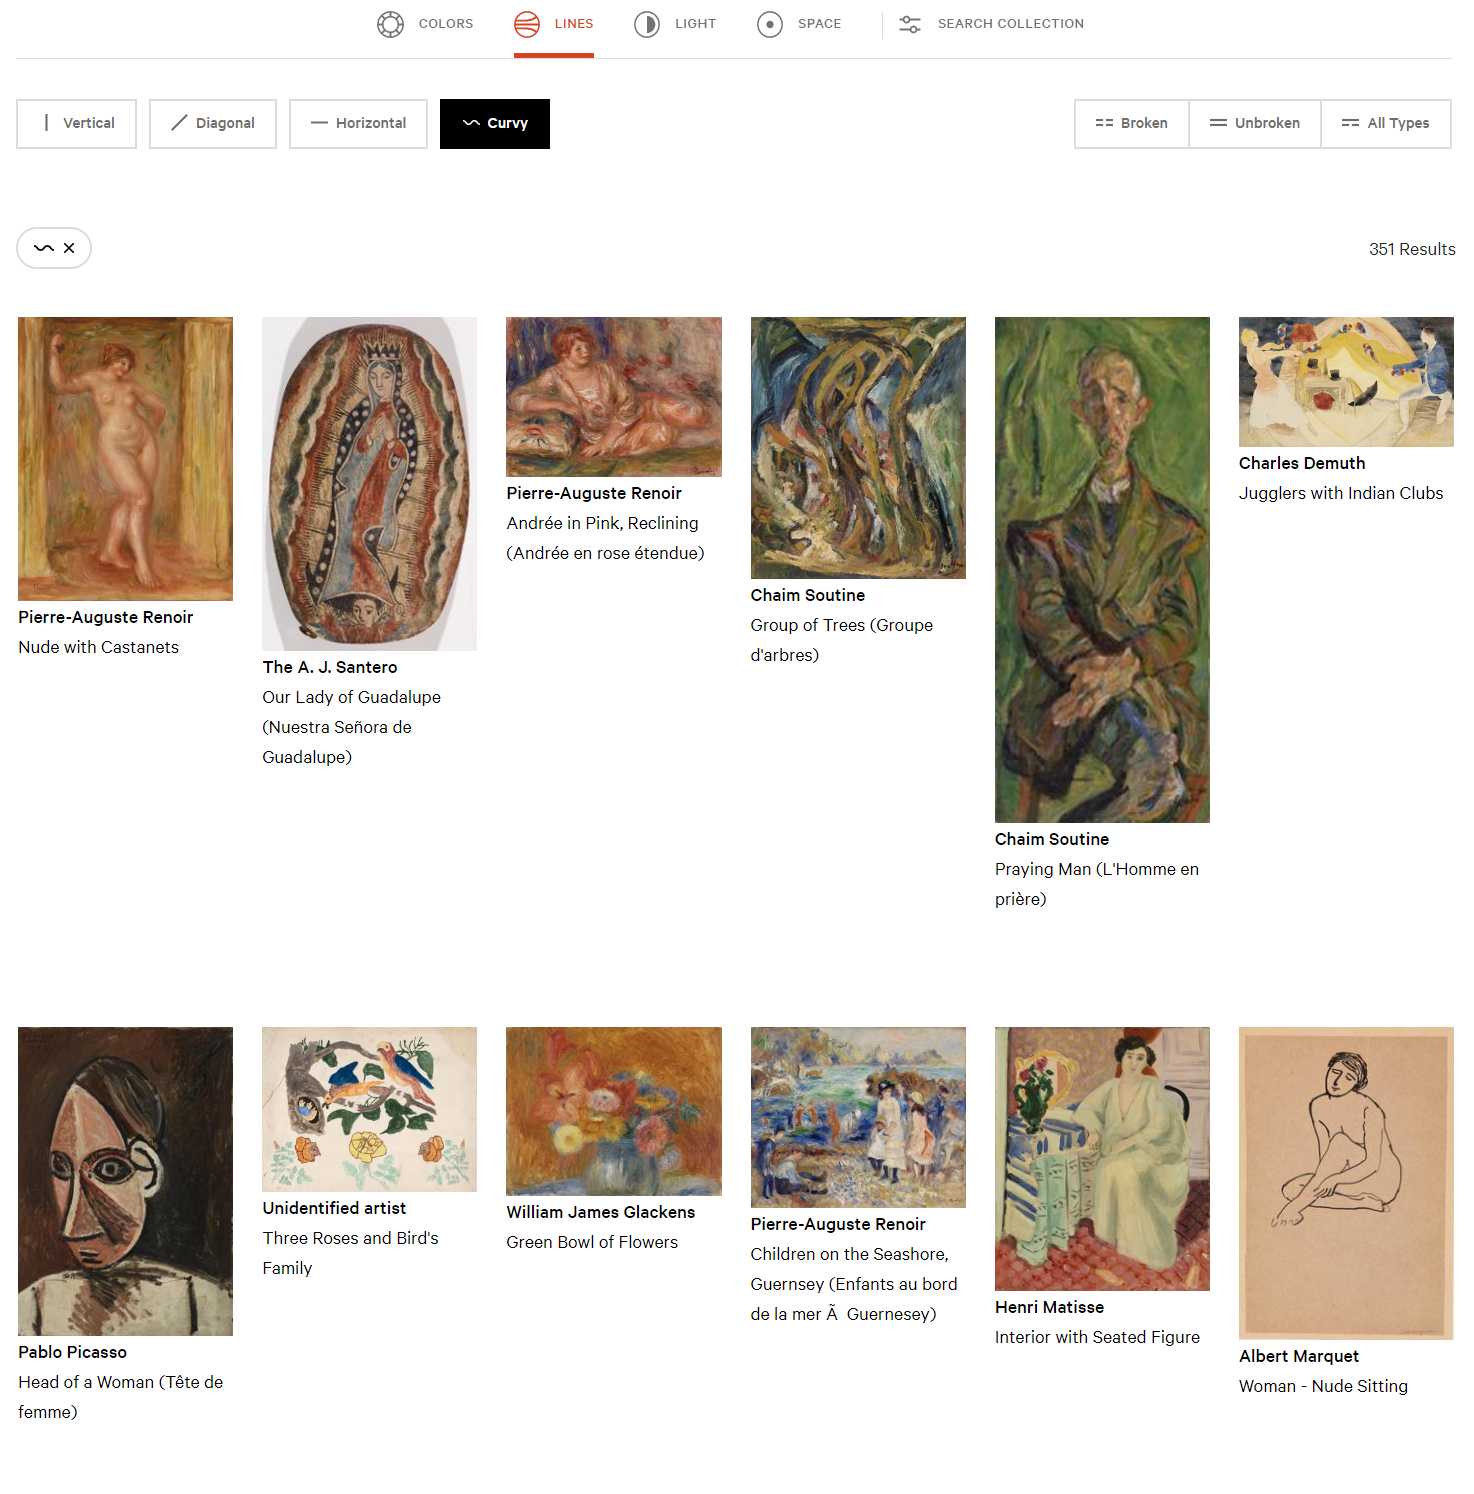 COLORS
LINES
LIGHT
SPACE
SEARCH COLLECTION
Vertical
Diagonal
Horizontal
Curvy
Broken
Unbroken
All Types
351 Results
Pierre-Auguste Renoir
Nude with Castanets
The A. J. Santero
Our Lady of Guadalupe
(Nuestra Señora de
Guadalupe)
Pierre-Auguste Renoir
Andrée in Pink, Reclining
(Andrée en rose étendue)
Chaim Soutine
Group of Trees (Groupe
d'arbres)
Chaim Soutine
Praying Man (L'Homme en
prière)
Charles Demuth
Jugglers with Indian Clubs
Pablo Picasso
Head of a Woman (Tête de
femme)
Unidentified artist
Three Roses and Bird's
Family
William James Glackens
Green Bowl of Flowers
Pierre-Auguste Renoir
Children on the Seashore,
Guernsey (Enfants au bord
de la mer Ã  Guernesey)
Henri Matisse
Interior with Seated Figure
Albert Marquet
Woman - Nude Sitting